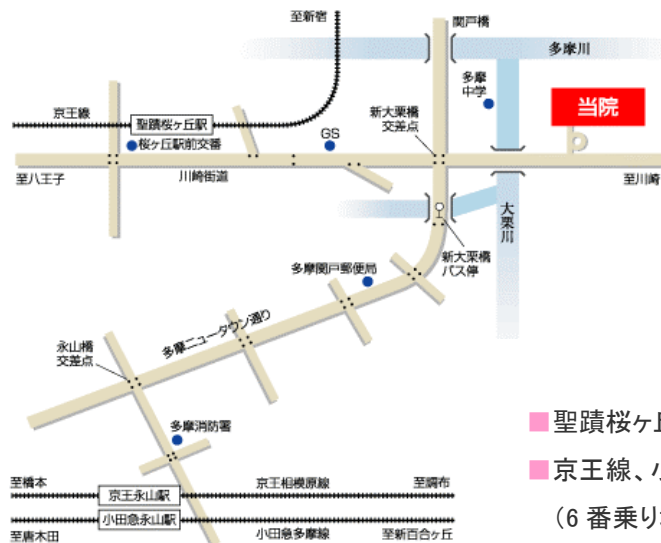 至新宿
関戸橋
多摩川
多摩
中学
当院
京王線
聖蹟桜ヶ丘駅
桜ヶ丘駅前交番
GS
新大栗橋
交差点
至八王子
川崎街道
至川崎
大栗川
新大栗橋
バス停
多摩関戸郵便局
多摩ニュータウン通り
永山橋
交差点
多摩消防署
■聖蹟桜ヶ
■京王線、
（6 番乗り
至橋本
京王永山駅
京王相模原線
至調布
小田急永山駅
至唐木田
小田急多摩線
至新百合ヶ丘